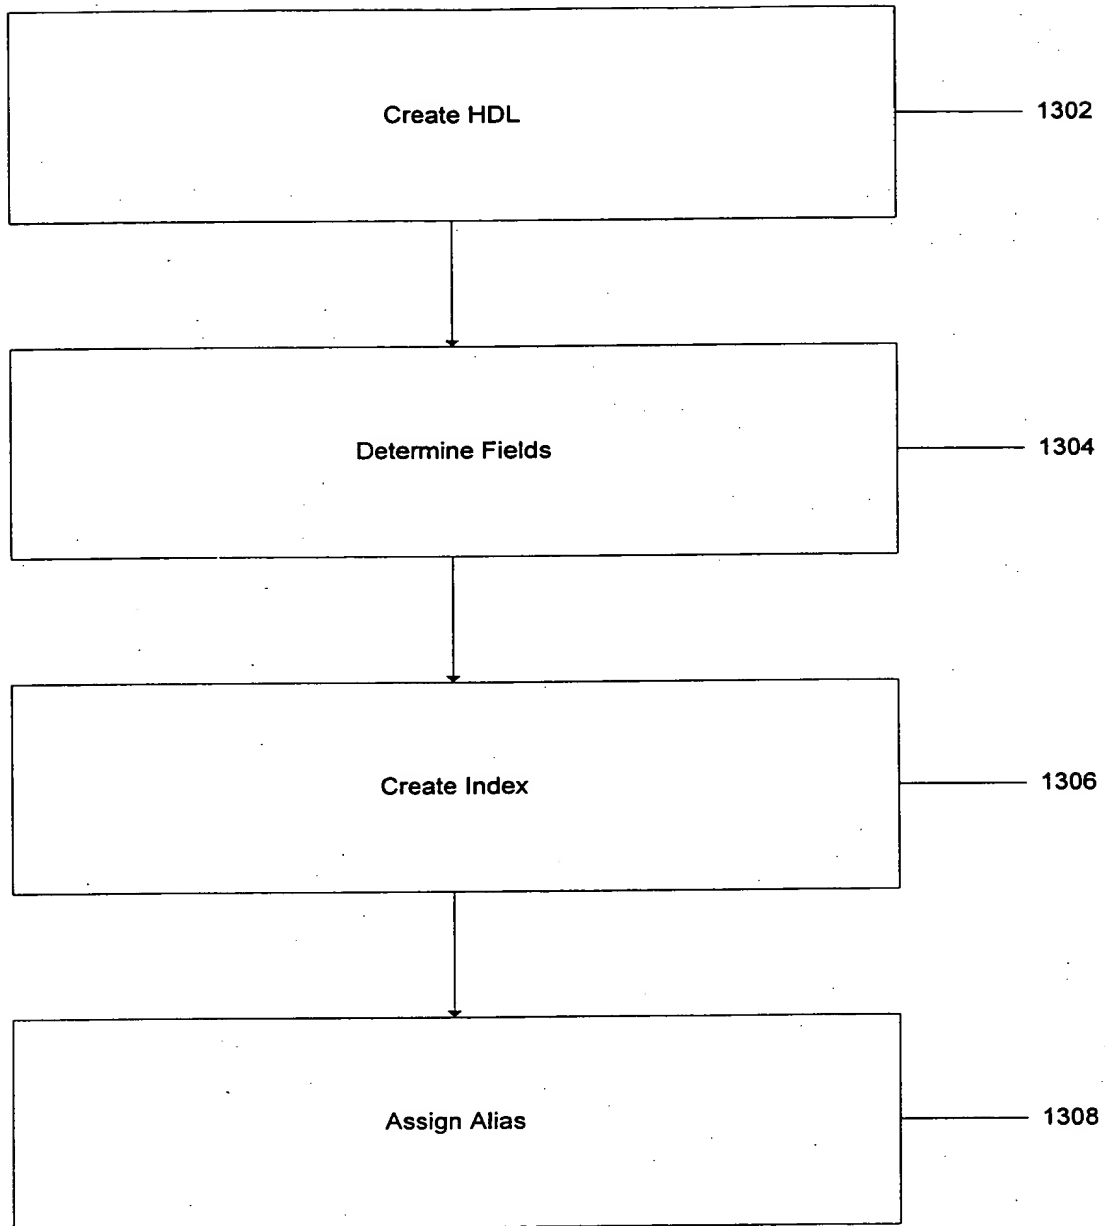 Create HDL
1302
Determine Fields
1304
Create Index
1306
Assign Alias
1308